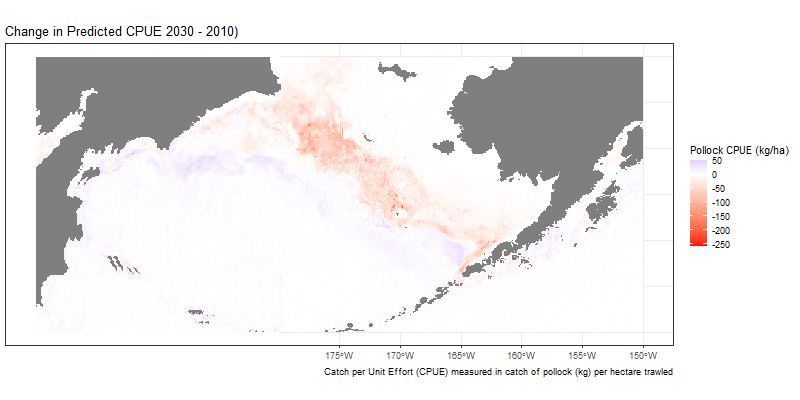 Change in Predicted CPUE 2030 - 2010)
Pollock CPUE (kg/ha)
50
0
-50
-100
-150
-200
-250
175°W 170°W 165°W 160°W 155°W 150°W
Catch per Unit Effort (CPUE) measured in catch of pollock (kg) per hectare trawled